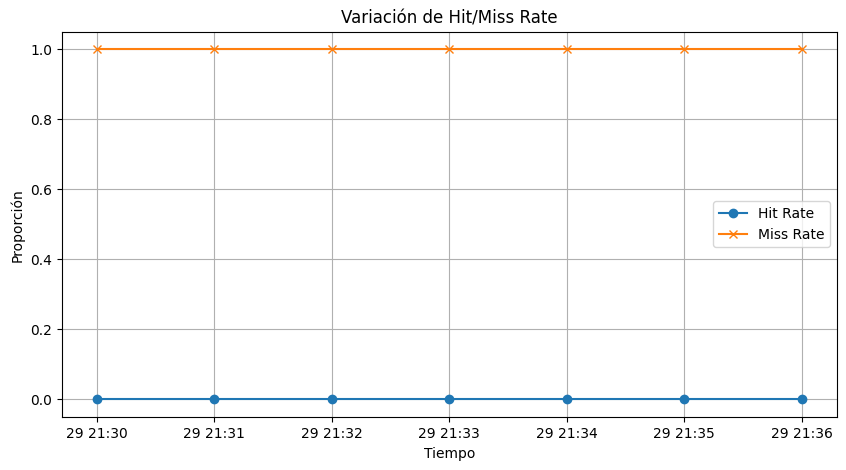 Variación de Hit/Miss Rate
Proporción
1.0
0.8
0.6
0.4
0.2
0.0
Hit Rate
Miss Rate
29 21:30 29 21:31 29 21:32 29 21:33 29 21:34 29 21:35 29 21:36
Tiempo